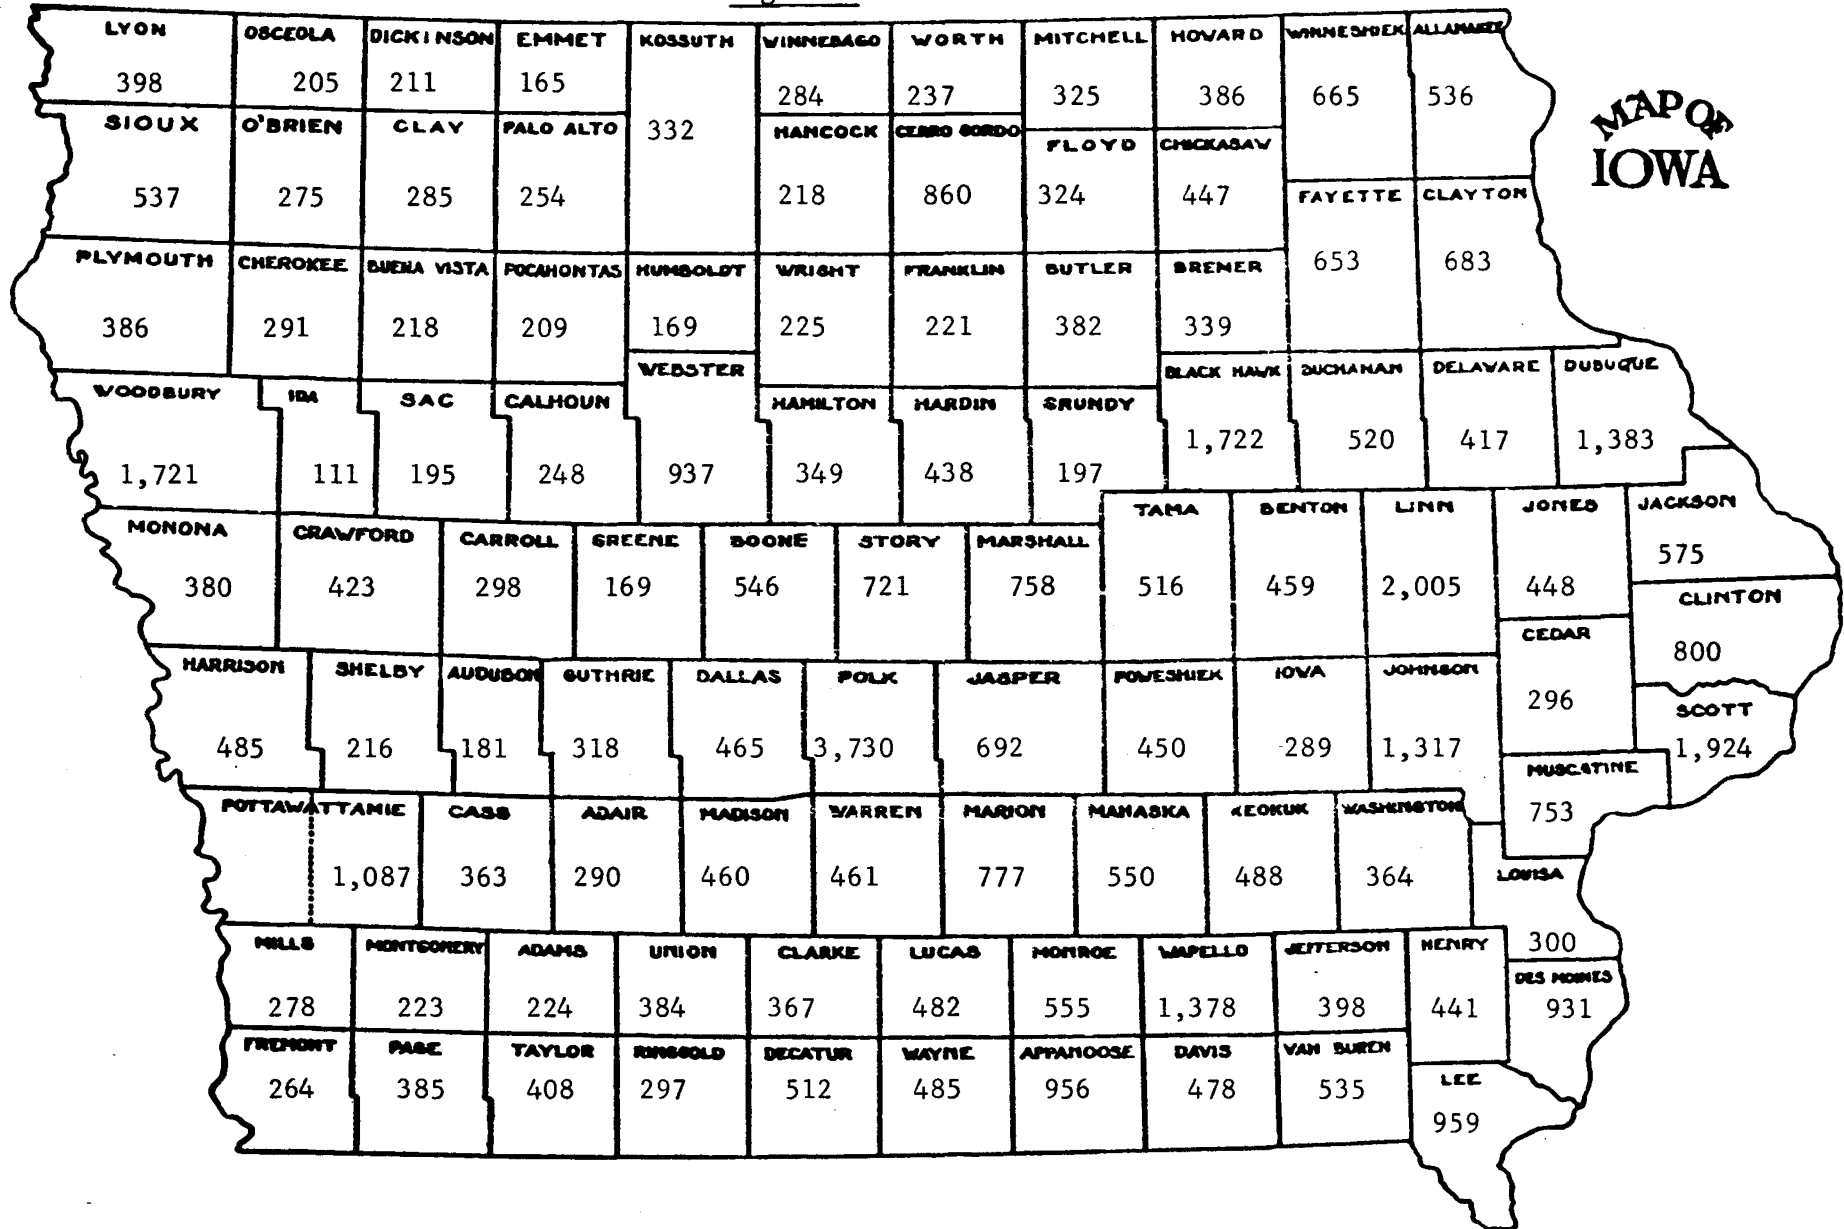 LYON OSCEOLA DICKINSON EMMET KOSSUTH WINNEBAGO WORTH MITCHELL HOWARD WINNESHIEK ALLAMAKEE
398 205 211 165 332 284 237 325 386 665 536
MAP OF
IOWA
SIOUX O'BRIEN CLAY PALO ALTO HANCOCK CERRO GORDO FLOYD CHICKASAW
537 275 285 254 218 860 324 447
FAYETTE CLAYTON
653 683
PLYMOUTH CHEROKEE BUENA VISTA POCAHONTAS HUMBOLDT WRIGHT FRANKLIN BUTLER BREMER
386 291 218 209 169 225 221 382 339
WEBSTER BLACK HAWK BUCHANAN DELAWARE DUBUQUE
1,722 520 417 1,383
WOODBURY IDA SAC CALHOUN HAMILTON HARDIN GRUNDY
1,721 111 195 248 937 349 438 197
TAMA BENTON LINN JONES JACKSON
575
MONONA CRAWFORD CARROLL GREENE BOONE STORY MARSHALL
380 423 298 169 546 721 758 516 459 2,005 448
CLINTON
800
CEDAR
296
HARRISON SHELBY AUDUBON GUTHRIE DALLAS POLK JASPER POWESHIEK IOWA JOHNSON
SCOTT
485 216 181 318 465 3,730 692 450 289 1,317 1,924
MUSCATINE
753
POTTAWATTAMIE CASS ADAIR MADISON WARREN MARION MAHASKA KEOKUK WASHINGTON
1,087 363 290 460 461 777 550 488 364
LOUISA
300
MILLS MONTGOMERY ADAMS UNION CLARKE LUCAS MONROE WAPELLO JEFFERSON HENRY
DES MOINES
278 223 224 384 367 482 555 1,378 398 441 931
FREMONT PAGE TAYLOR RINGGOLD DECATUR WAYNE APPANOOSE DAVIS VAN BUREN
264 385 408 297 512 485 956 478 535
LEE
959